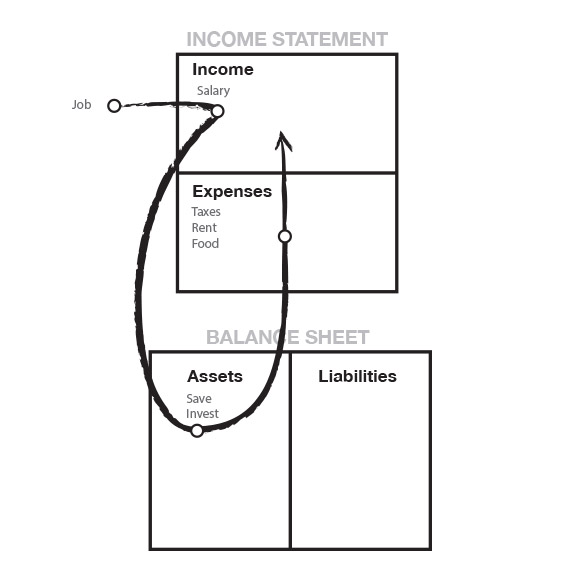 INCOME STATEMENT
Income
Salary
Job
Expenses
Taxes
Rent
Food
BALANCE SHEET
Assets
Liabilities
Save
Invest